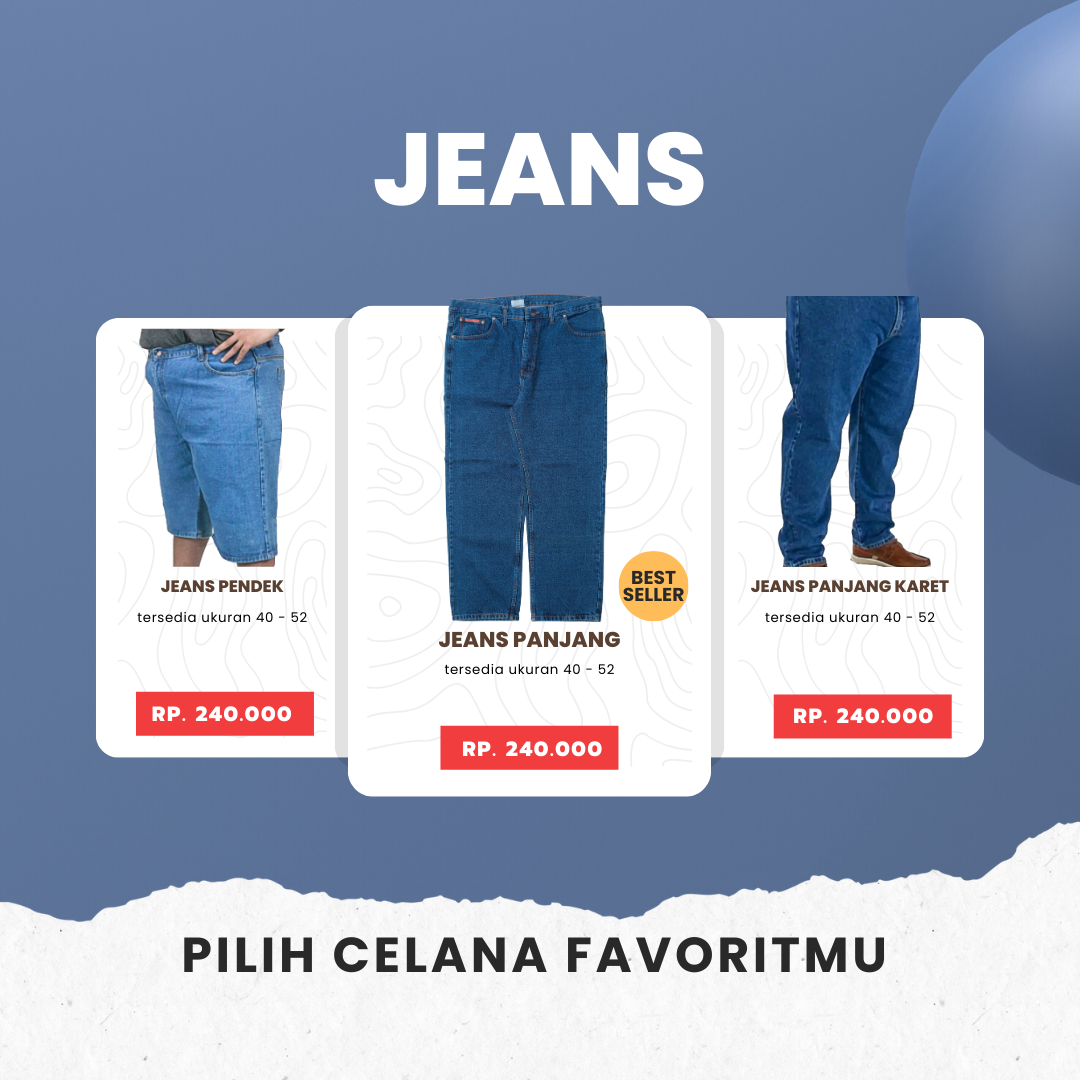 JEANS
JEANS PENDEK
tersedia ukuran 40 - 52
RP. 240.000
BEST
SELLER
JEANS PANJANG
tersedia ukuran 40 - 52
RP. 240.000
JEANS PANJANG KARET
tersedia ukuran 40 - 52
RP. 240.000
PILIH CELANA FAVORITMU